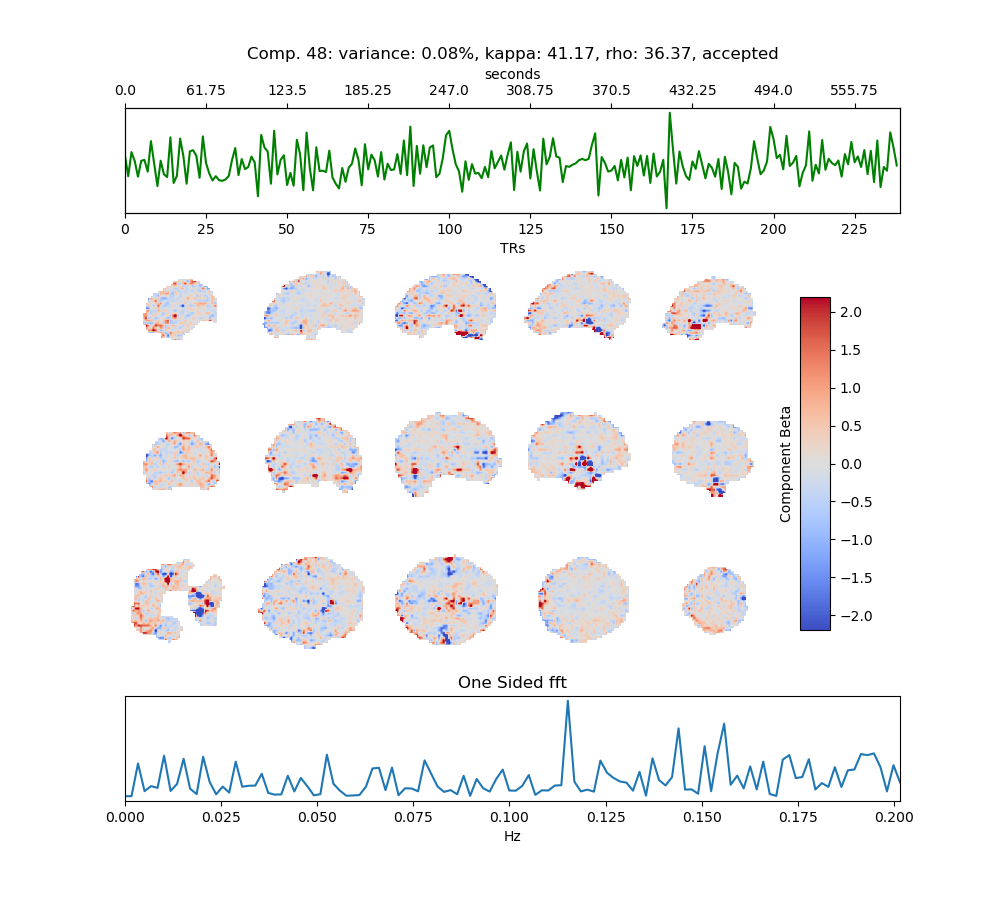 Comp. 48: variance: 0.08%, kappa: 41.17, rho: 36.37, accepted
seconds
0.0 61.75 123.5 185.25 247.0 308.75 370.5 432.25 494.0 555.75
0 25 50 75 100 125 150 175 200 225
TRs
2.0
1.5
1.0
0.5
0.0
−0.5
−1.0
−1.5
−2.0
Component Beta
One Sided fft
0.000 0.025 0.050 0.075 0.100 0.125 0.150 0.175 0.200
Hz